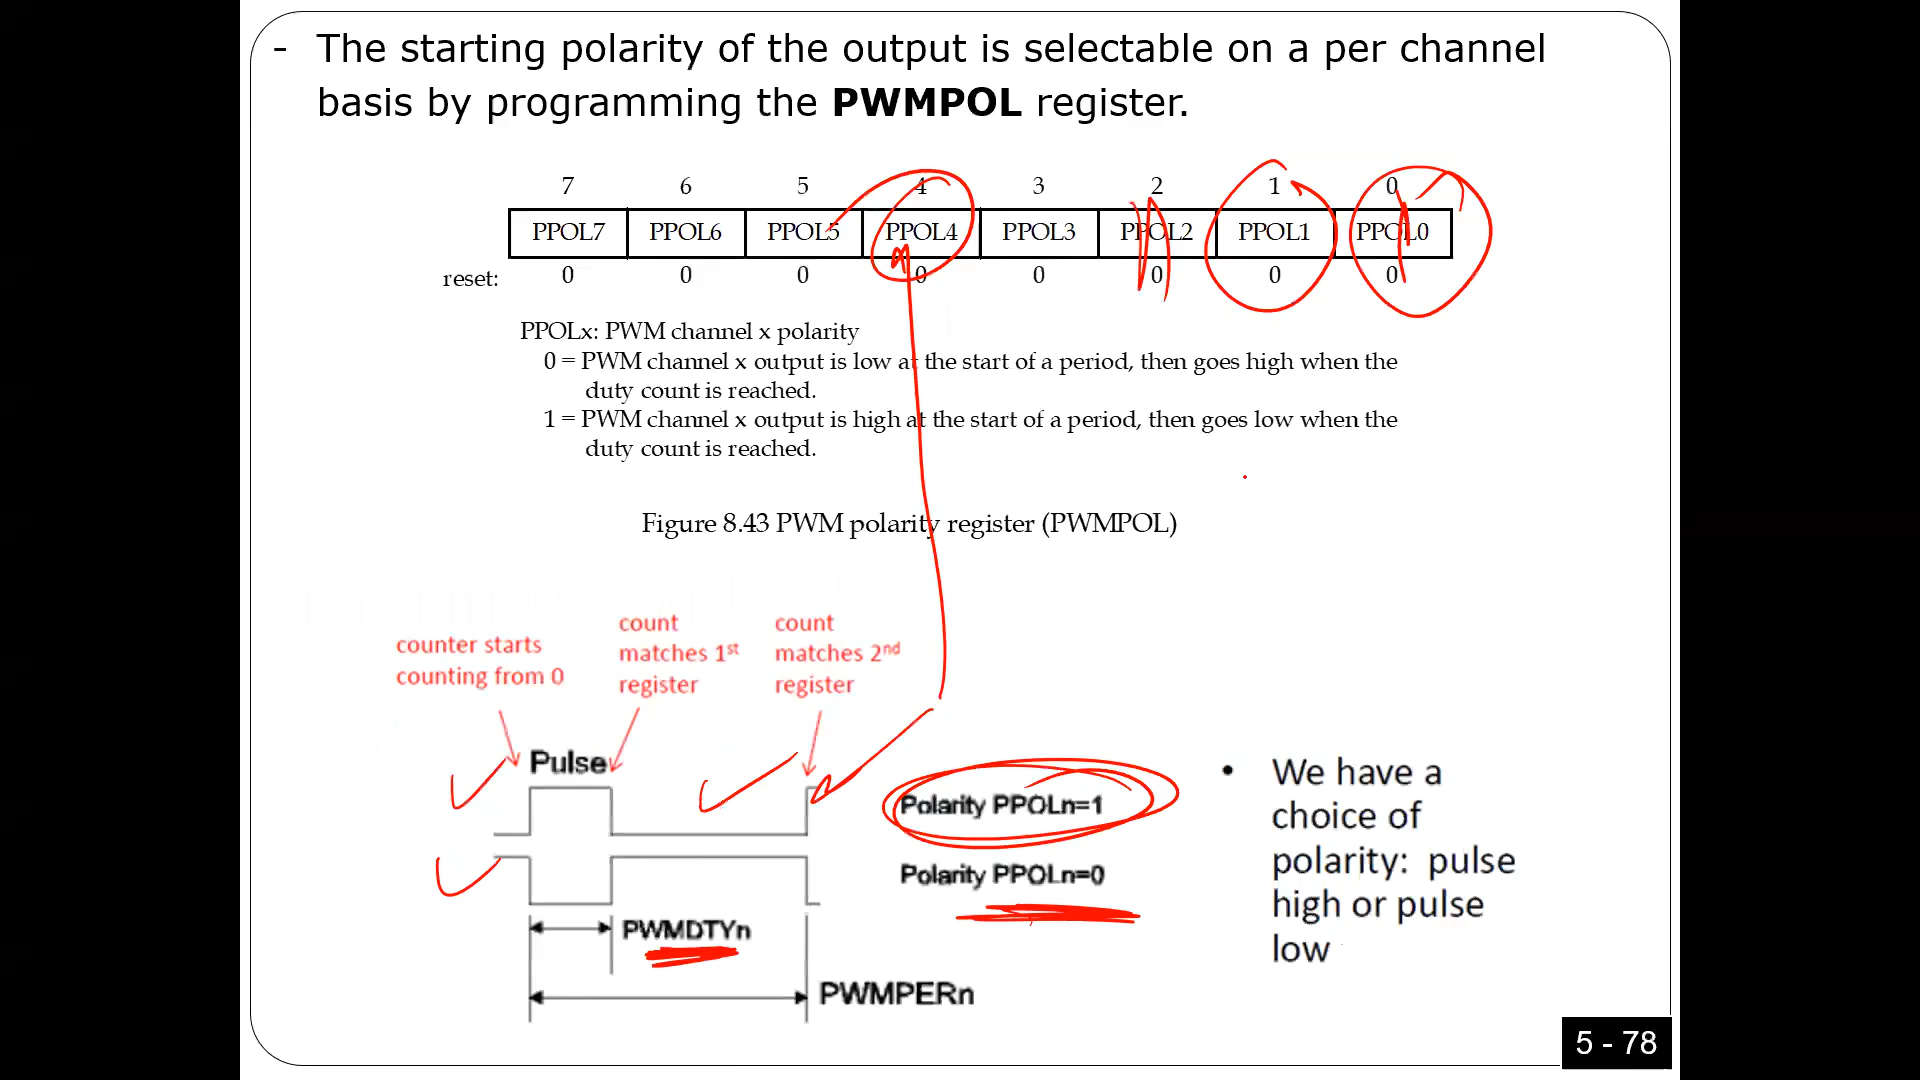 - The starting polarity of the output is selectable on a per channel
basis by programming the PWMPOL register.
7 6 5 4 3 2 1 0
PPOL7 PPOL6 PPOL5 PPOL4 PPOL3 PPOL2 PPOL1 PPOL0
reset: 0 0 0 0 0 0 0 0
PPOLx: PWM channel x polarity
0 = PWM channel x output is low at the start of a period, then goes high when the
duty count is reached.
1 = PWM channel x output is high at the start of a period, then goes low when the
duty count is reached.
Figure 8.43 PWM polarity register (PWMPOL)
counter starts
counting from 0
count
matches 1st
register
count
matches 2nd
register
Pulse
Polarity PPOLn=1
Polarity PPOLn=0
PWMDTYn
PWMPERn
• We have a
choice of
polarity: pulse
high or pulse
low
5 - 78